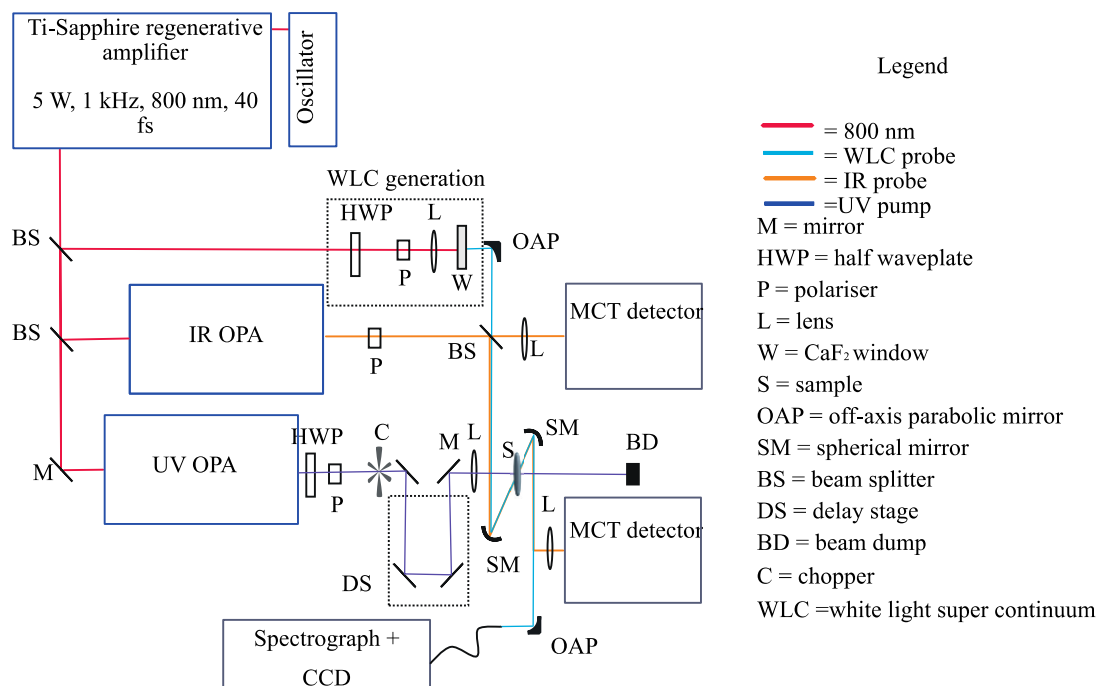 Ti-Sapphire regenerative
amplifier
5 W, 1 kHz, 800 nm, 40
fs
Oscillator
Legend
= 800 nm
= WLC probe
= IR probe
=UV pump
M = mirror
HWP = half waveplate
P = polariser
L = lens
W = CaF₂ window
S = sample
OAP = off-axis parabolic mirror
SM = spherical mirror
BS = beam splitter
DS = delay stage
BD = beam dump
C = chopper
WLC =white light super continuum
WLC generation
HWP
L
P
W
OAP
BS
BS
IR OPA
P
BS
L
MCT detector
M
UV OPA
HWP
P
C
M
L
S
SM
BD
L
MCT detector
SM
DS
OAP
Spectrograph +
CCD